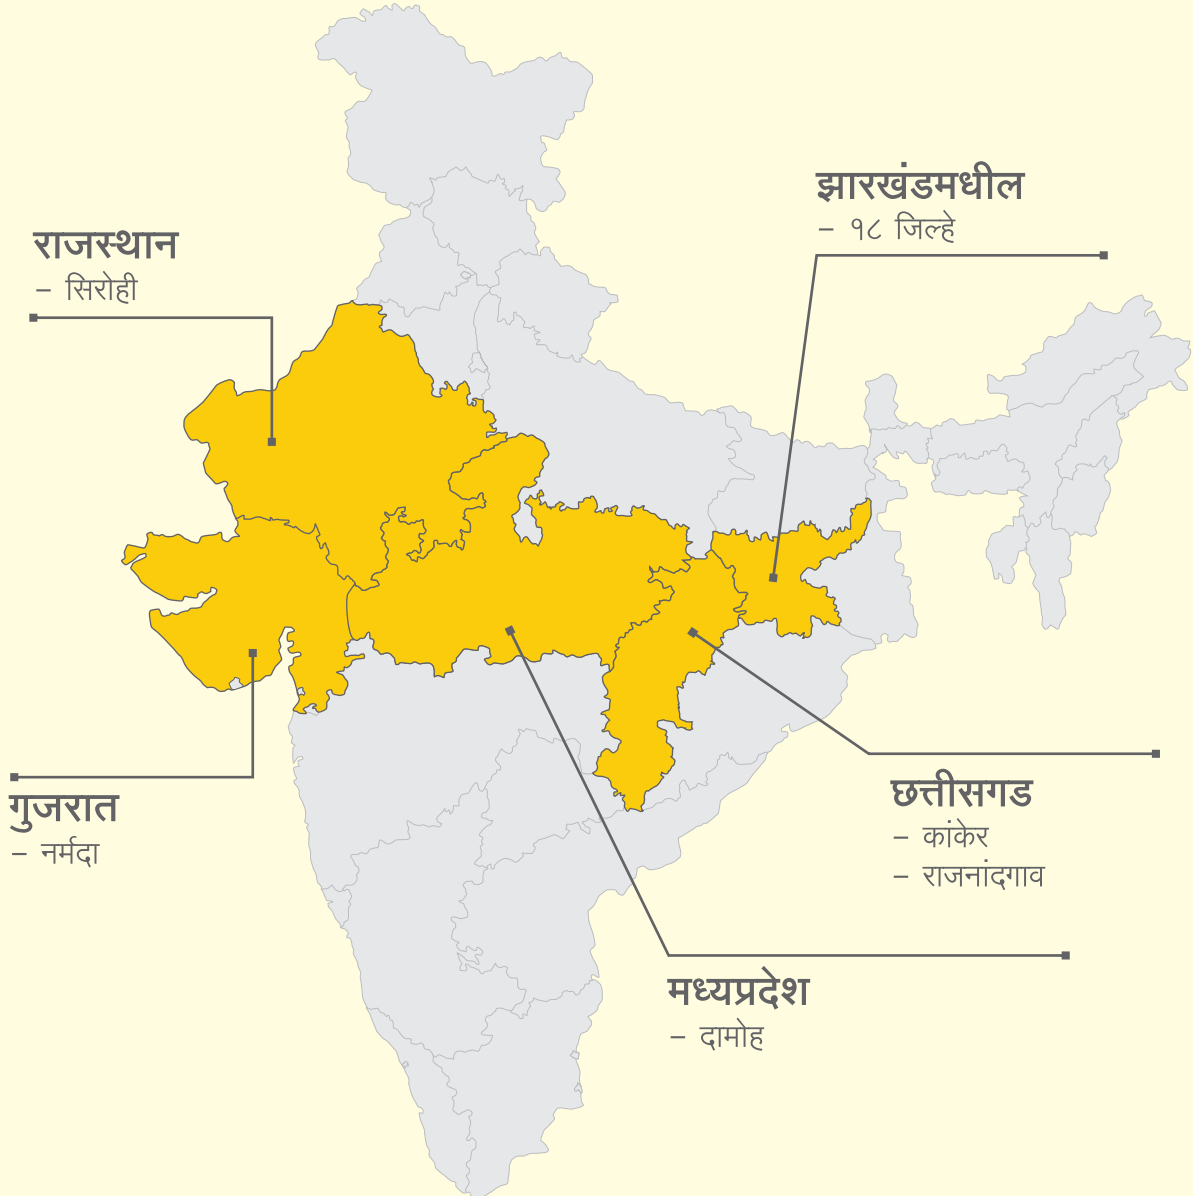 झारखंडमधील
– १८ जिल्हे
राजस्थान
– सिरोही
गुजरात
– नर्मदा
छत्तीसगड
– कांकेर
– राजनांदगाव
मध्यप्रदेश
– दामोह